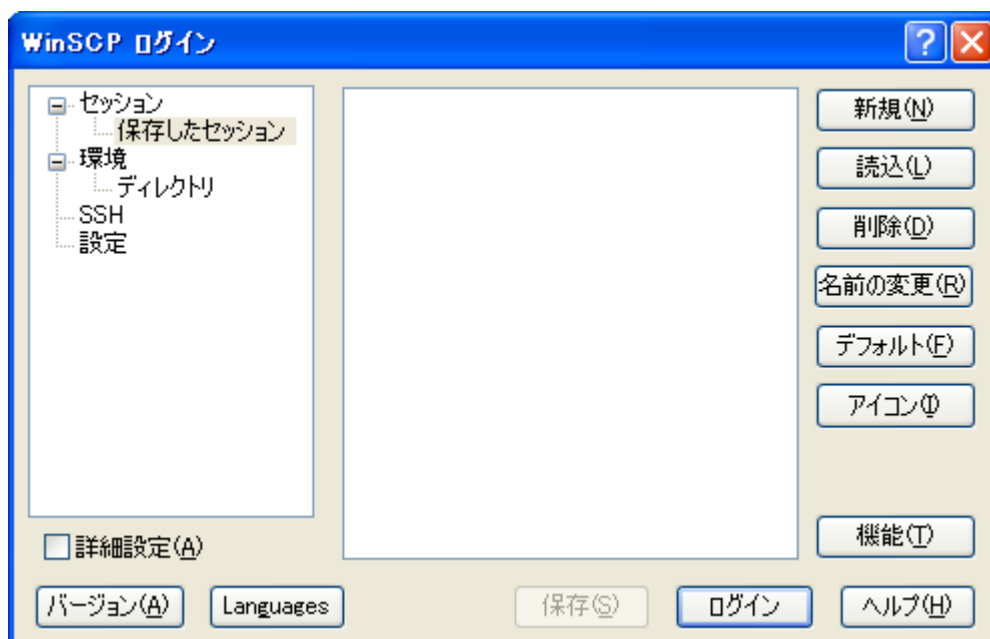 WinSCP ログイン
セッション
保存したセッション
環境
ディレクトリ
SSH
設定
新規(N)
読込(L)
削除(D)
名前の変更(R)
デフォルト(F)
アイコン(I)
機能(T)
詳細設定(A)
バージョン(A)
Languages
保存(S)
ログイン
ヘルプ(H)